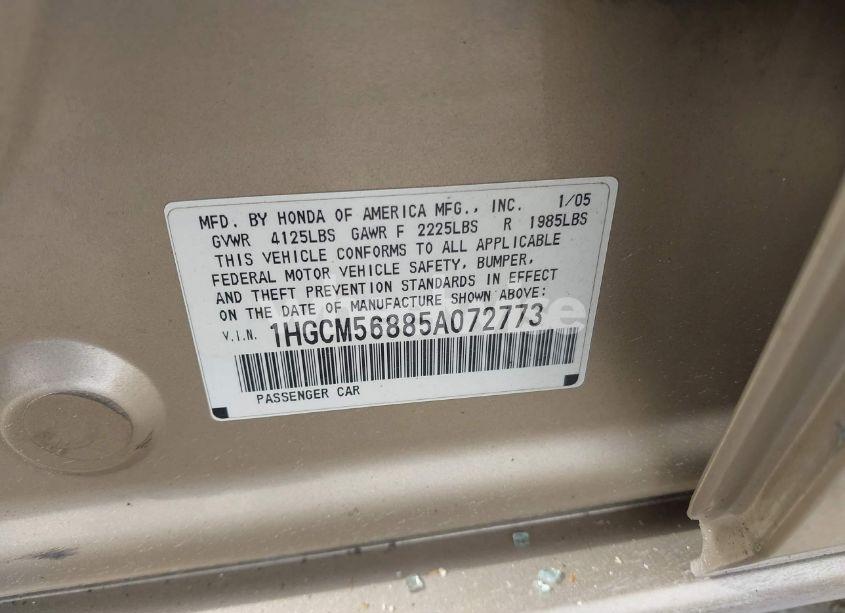 MFD. BY HONDA OF AMERICA MFG., INC. 1/05
GVWR 4125LBS GAWR F 2225LBS R 1985LBS
THIS VEHICLE CONFORMS TO ALL APPLICABLE
FEDERAL MOTOR VEHICLE SAFETY, BUMPER,
AND THEFT PREVENTION STANDARDS IN EFFECT
ON THE DATE OF MANUFACTURE SHOWN ABOVE:
V.I.N. 1HGCM56885A072773
PASSENGER CAR